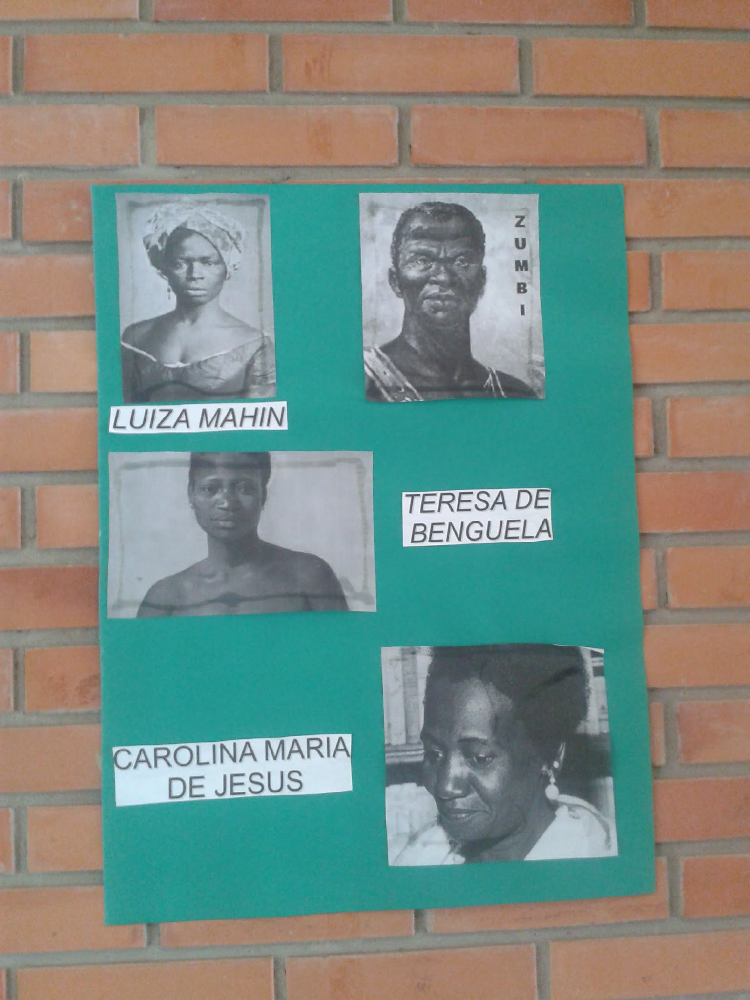 ZUMBI
LUIZA MAHIN
TERESA DE
BENGUELA
CAROLINA MARIA
DE JESUS